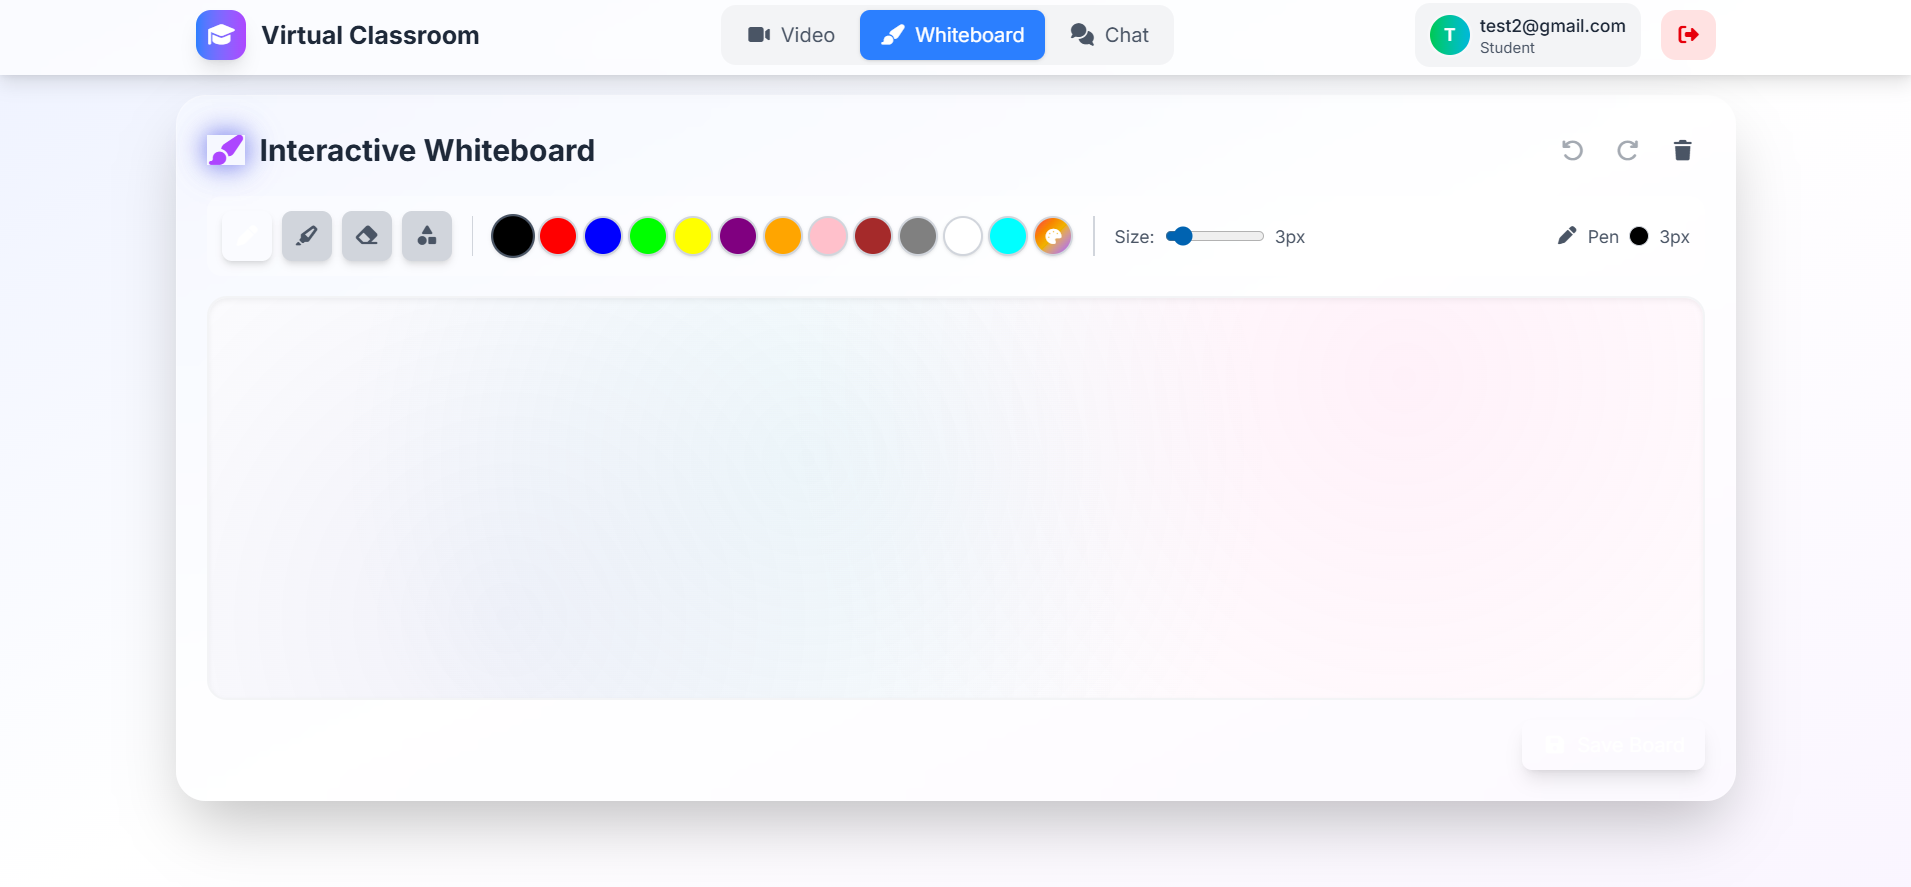 Virtual Classroom
Video
Whiteboard
Chat
T
test2@gmail.com
Student
Interactive Whiteboard
Size:
3px
Pen
3px
Save Board